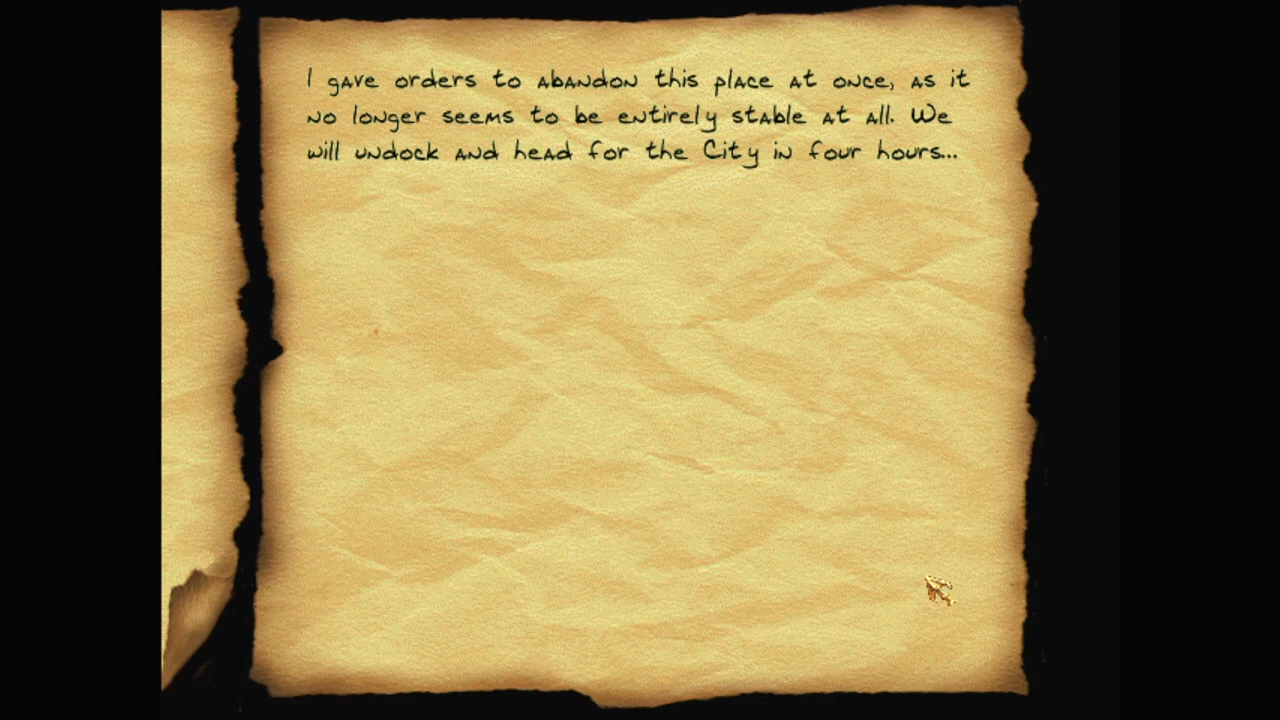 I gave orders to abandon this place at once, as it
no longer seems to be entirely stable at all. We
will undock and head for the City in four hours...